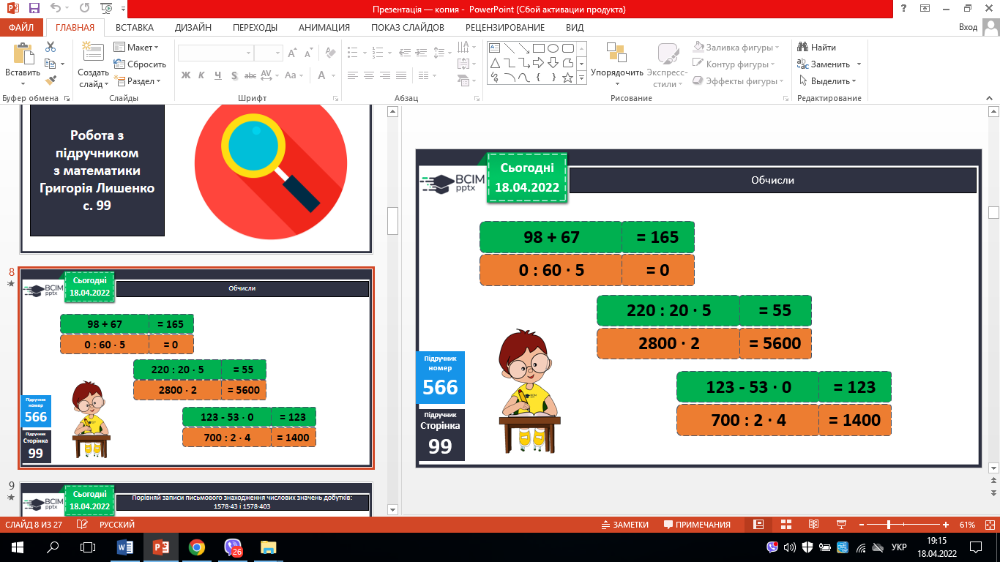 Презентація — копия - PowerPoint (Сбой активации продукта)
ФАЙЛ ГЛАВНАЯ ВСТАВКА ДИЗАЙН ПЕРЕХОДЫ АНИМАЦИЯ ПОКАЗ СЛАЙДОВ РЕЦЕНЗИРОВАНИЕ ВИД Вход
Вставить
Создать слайд
Макет
Сбросить
Раздел
Ж К Ч S abc AV Aa A
Упорядочить
Экспресс-стили
Заливка фигуры
Контур фигуры
Эффекты фигуры
Найти
Заменить
Выделить
Буфер обмена Слайды Шрифт Абзац Рисование Редактирование
Робота з
підручником
з математики
Григорія Лишенко
с. 99
8
BCIM
pptx
Сьогодні
18.04.2022
Обчисли
98 + 67 = 165
0 : 60 · 5 = 0
220 : 20 · 5 = 55
2800 · 2 = 5600
123 - 53 · 0 = 123
700 : 2 · 4 = 1400
Підручник
номер
566
Підручник
Сторінка
99
9
BCIM
pptx
Сьогодні
18.04.2022
Порівняй записи письмового знаходження числових значень добутків:
1578·43 і 1578·403
BCIM
pptx
Сьогодні
18.04.2022
Обчисли
98 + 67 = 165
0 : 60 · 5 = 0
220 : 20 · 5 = 55
2800 · 2 = 5600
123 - 53 · 0 = 123
700 : 2 · 4 = 1400
Підручник
номер
566
Підручник
Сторінка
99
СЛАЙД 8 ИЗ 27 РУССКИЙ ЗАМЕТКИ ПРИМЕЧАНИЯ 61%
26
УКР
19:15
18.04.2022